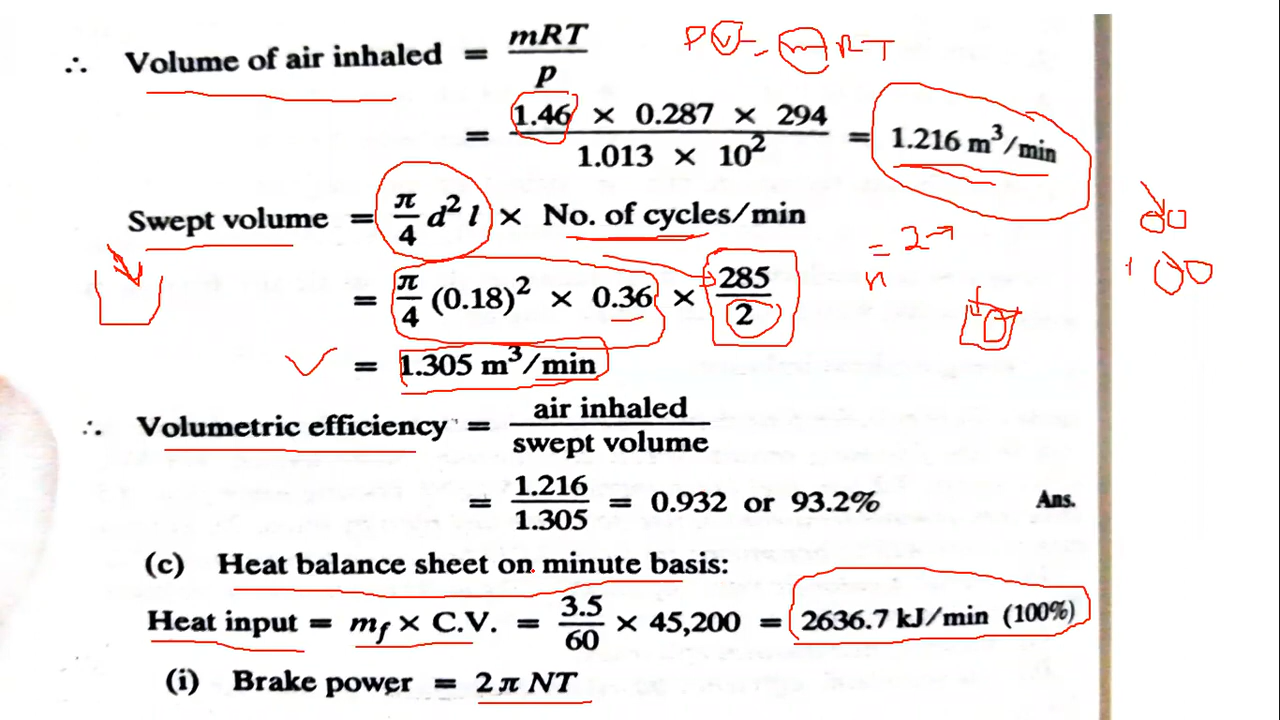 ∴ Volume of air inhaled = mRT / p
PV = mRT
= 1.46 × 0.287 × 294 / 1.013 × 10² = 1.216 m³/min
Swept volume = π/4 d² l × No. of cycles/min
= π/4 (0.18)² × 0.36 × 285/2
= 1.305 m³/min
∴ Volumetric efficiency = air inhaled / swept volume
= 1.216 / 1.305 = 0.932 or 93.2% Ans.
(c) Heat balance sheet on minute basis:
Heat input = m_f × C.V. = 3.5/60 × 45,200 = 2636.7 kJ/min (100%)
(i) Brake power = 2 π NT